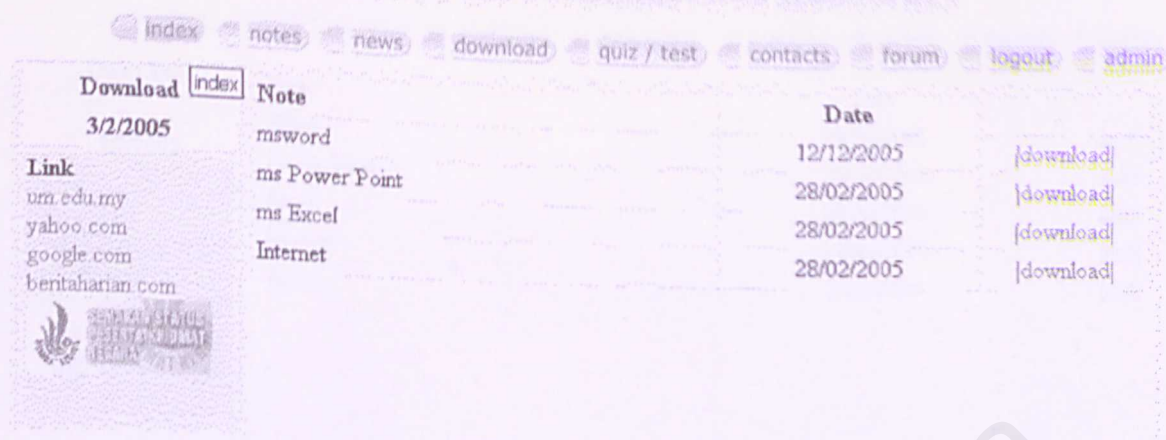 index notes news download quiz / test contacts forum logout admin
Download index
3/2/2005
Link
um.edu.my
yahoo.com
google.com
beritaharian.com
SEMAKAN STATUS
Note Date
msword 12/12/2005 |download|
ms Power Point 28/02/2005 |download|
ms Excel 28/02/2005 |download|
Internet 28/02/2005 |download|